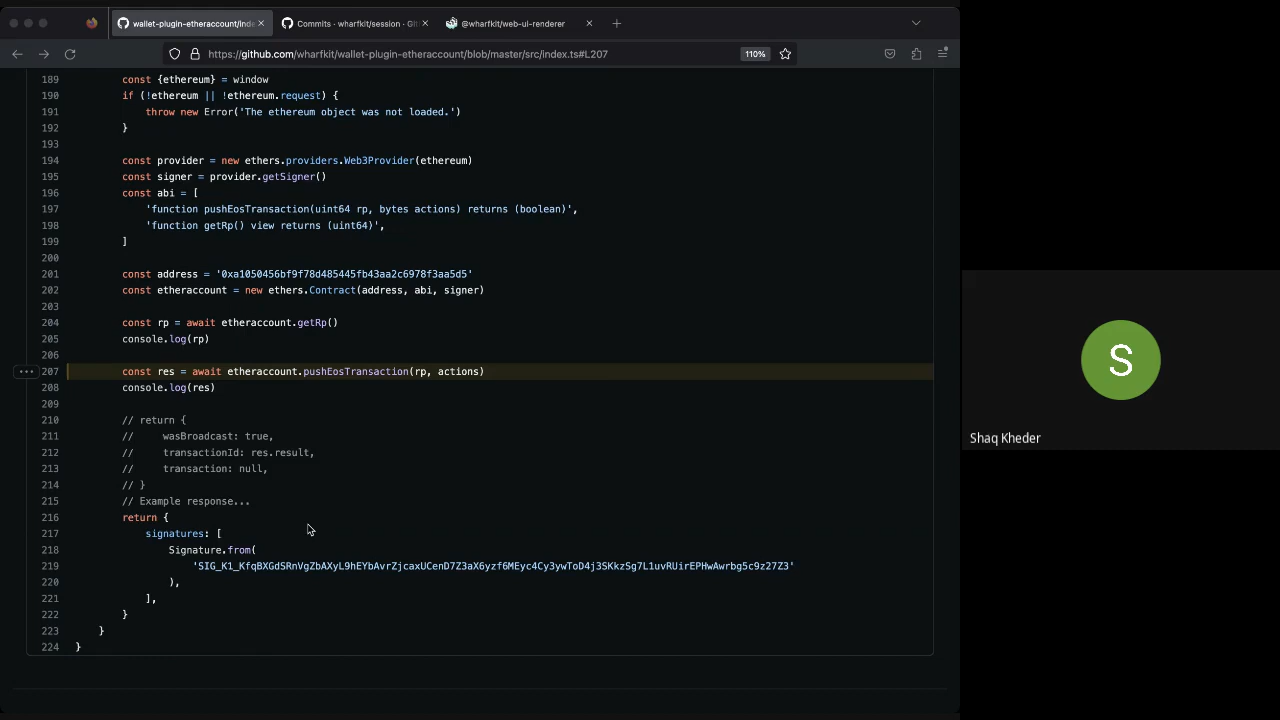 wallet-plugin-etheraccount/inde
Commits · wharfkit/session · Git
@wharfkit/web-ui-renderer
https://github.com/wharfkit/wallet-plugin-etheraccount/blob/master/src/index.ts#L207
110%
189 const {ethereum} = window
190 if (!ethereum || !ethereum.request) {
191 throw new Error('The ethereum object was not loaded.')
192 }
193
194 const provider = new ethers.providers.Web3Provider(ethereum)
195 const signer = provider.getSigner()
196 const abi = [
197 'function pushEosTransaction(uint64 rp, bytes actions) returns (boolean)',
198 'function getRp() view returns (uint64)',
199 ]
200
201 const address = '0xa1050456bf9f78d485445fb43aa2c6978f3aa5d5'
202 const etheraccount = new ethers.Contract(address, abi, signer)
203
204 const rp = await etheraccount.getRp()
205 console.log(rp)
206
207 const res = await etheraccount.pushEosTransaction(rp, actions)
208 console.log(res)
209
210 // return {
211 // wasBroadcast: true,
212 // transactionId: res.result,
213 // transaction: null,
214 // }
215 // Example response...
216 return {
217 signatures: [
218 Signature.from(
219 'SIG_K1_KfqBXGdSRnVgZbAXyL9hEYbAvrZjcaxUCenD7Z3aX6yzf6MEyc4Cy3ywToD4j3SKkzSg7L1uvRUirEPHwAwrbg5c9z27Z3'
220 ),
221 ],
222 }
223 }
224 }
S
Shaq Kheder